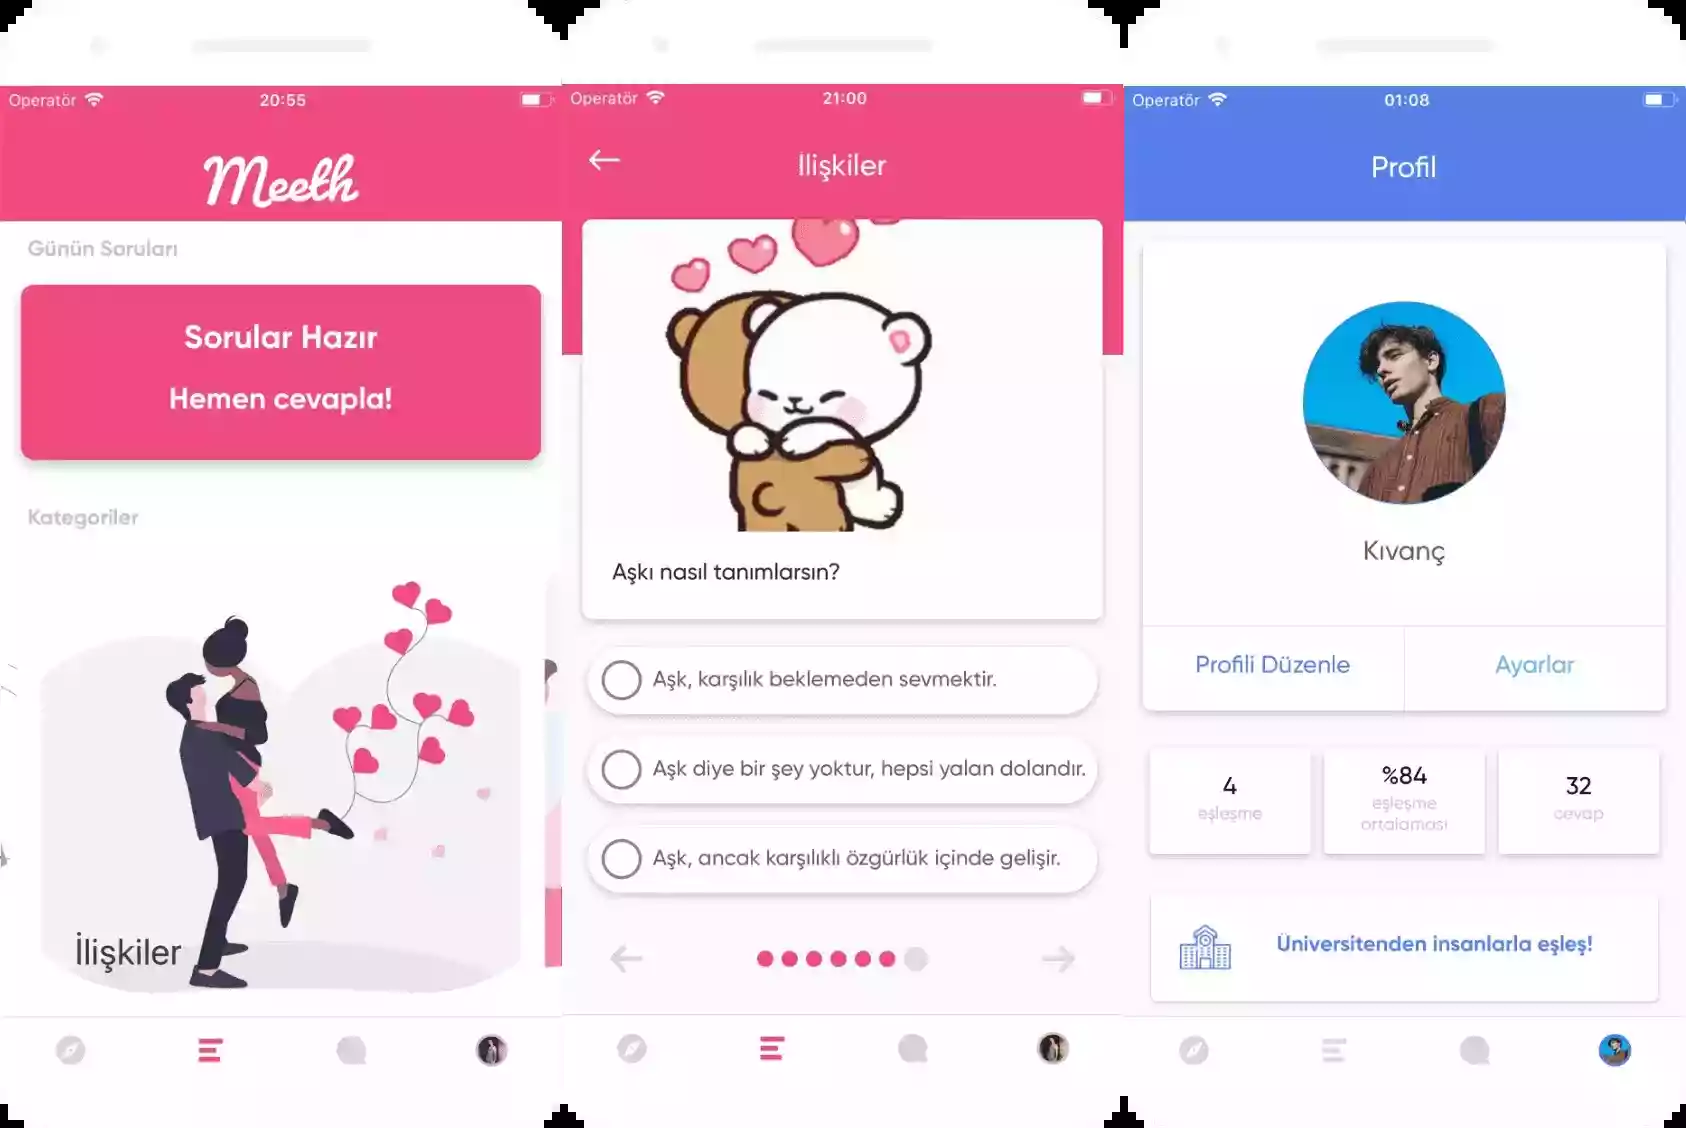 Operatör 20:55
Meeth
Günün Soruları
Sorular Hazır
Hemen cevapla!
Kategoriler
İlişkiler
Operatör 21:00
İlişkiler
Aşkı nasıl tanımlarsın?
Aşk, karşılık beklemeden sevmektir.
Aşk diye bir şey yoktur, hepsi yalan dolandır.
Aşk, ancak karşılıklı özgürlük içinde gelişir.
Operatör 01:08
Profil
Kıvanç
Profili Düzenle
Ayarlar
4
eşleşme
%84
eşleşme
ortalaması
32
cevap
Üniversitenden insanlarla eşleş!